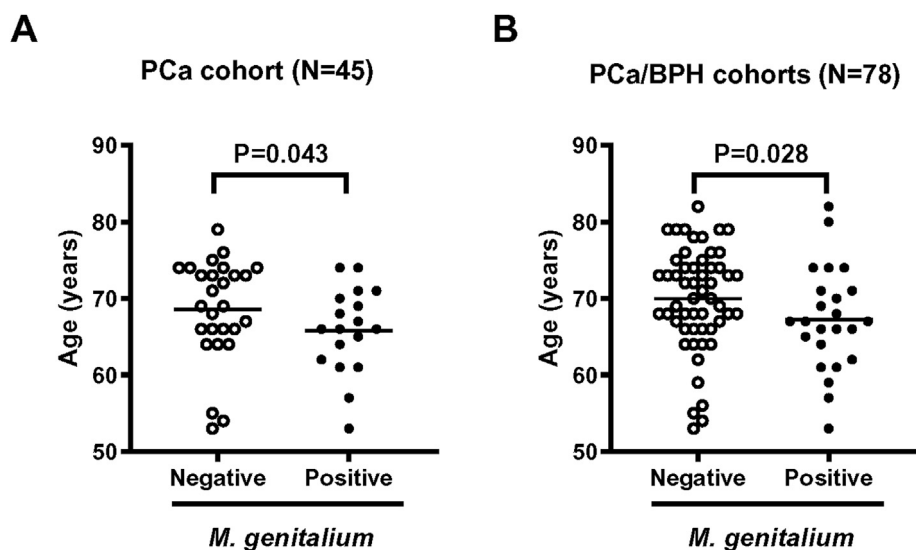 A
PCa cohort (N=45)
90
80
70
60
50
Age (years)
P=0.043
Negative Positive
M. genitalium
B
PCa/BPH cohorts (N=78)
90
80
70
60
50
Age (years)
P=0.028
Negative Positive
M. genitalium